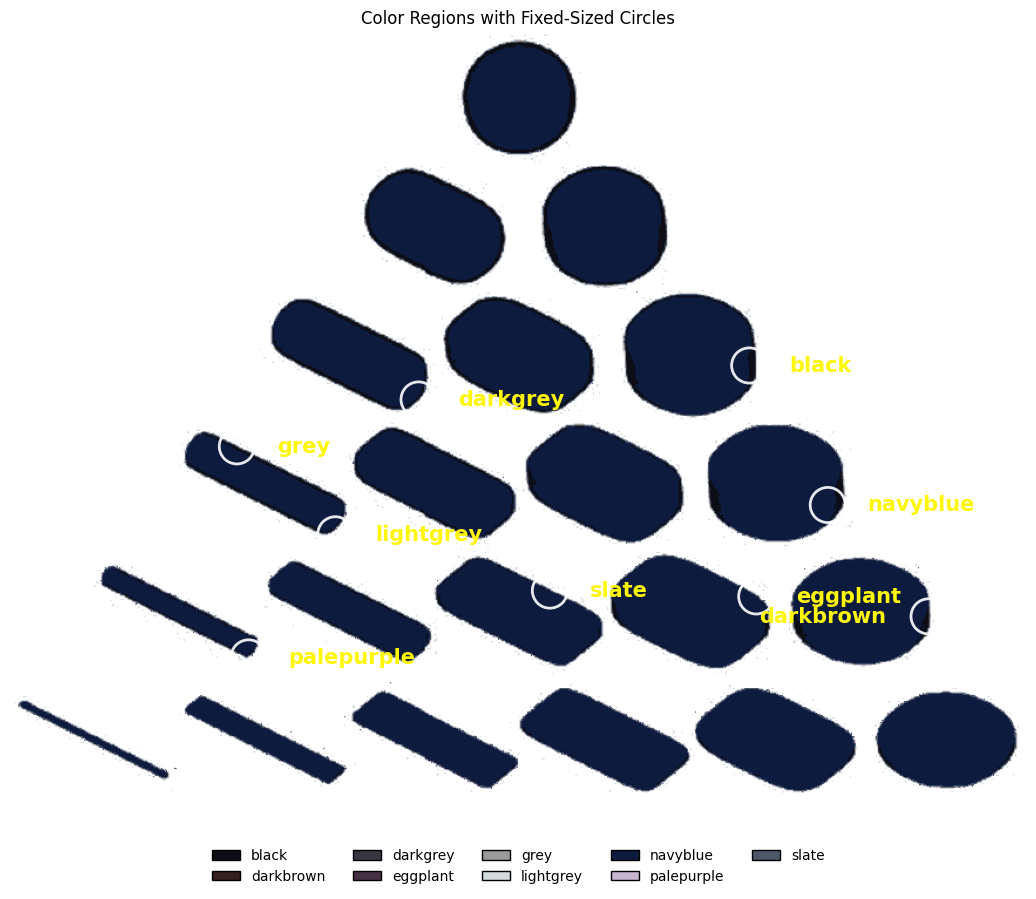 Color Regions with Fixed-Sized Circles
black
darkgrey
grey
navyblue
lightgrey
slate
eggplant
darkbrown
palepurple
black darkgrey grey navyblue slate
darkbrown eggplant lightgrey palepurple